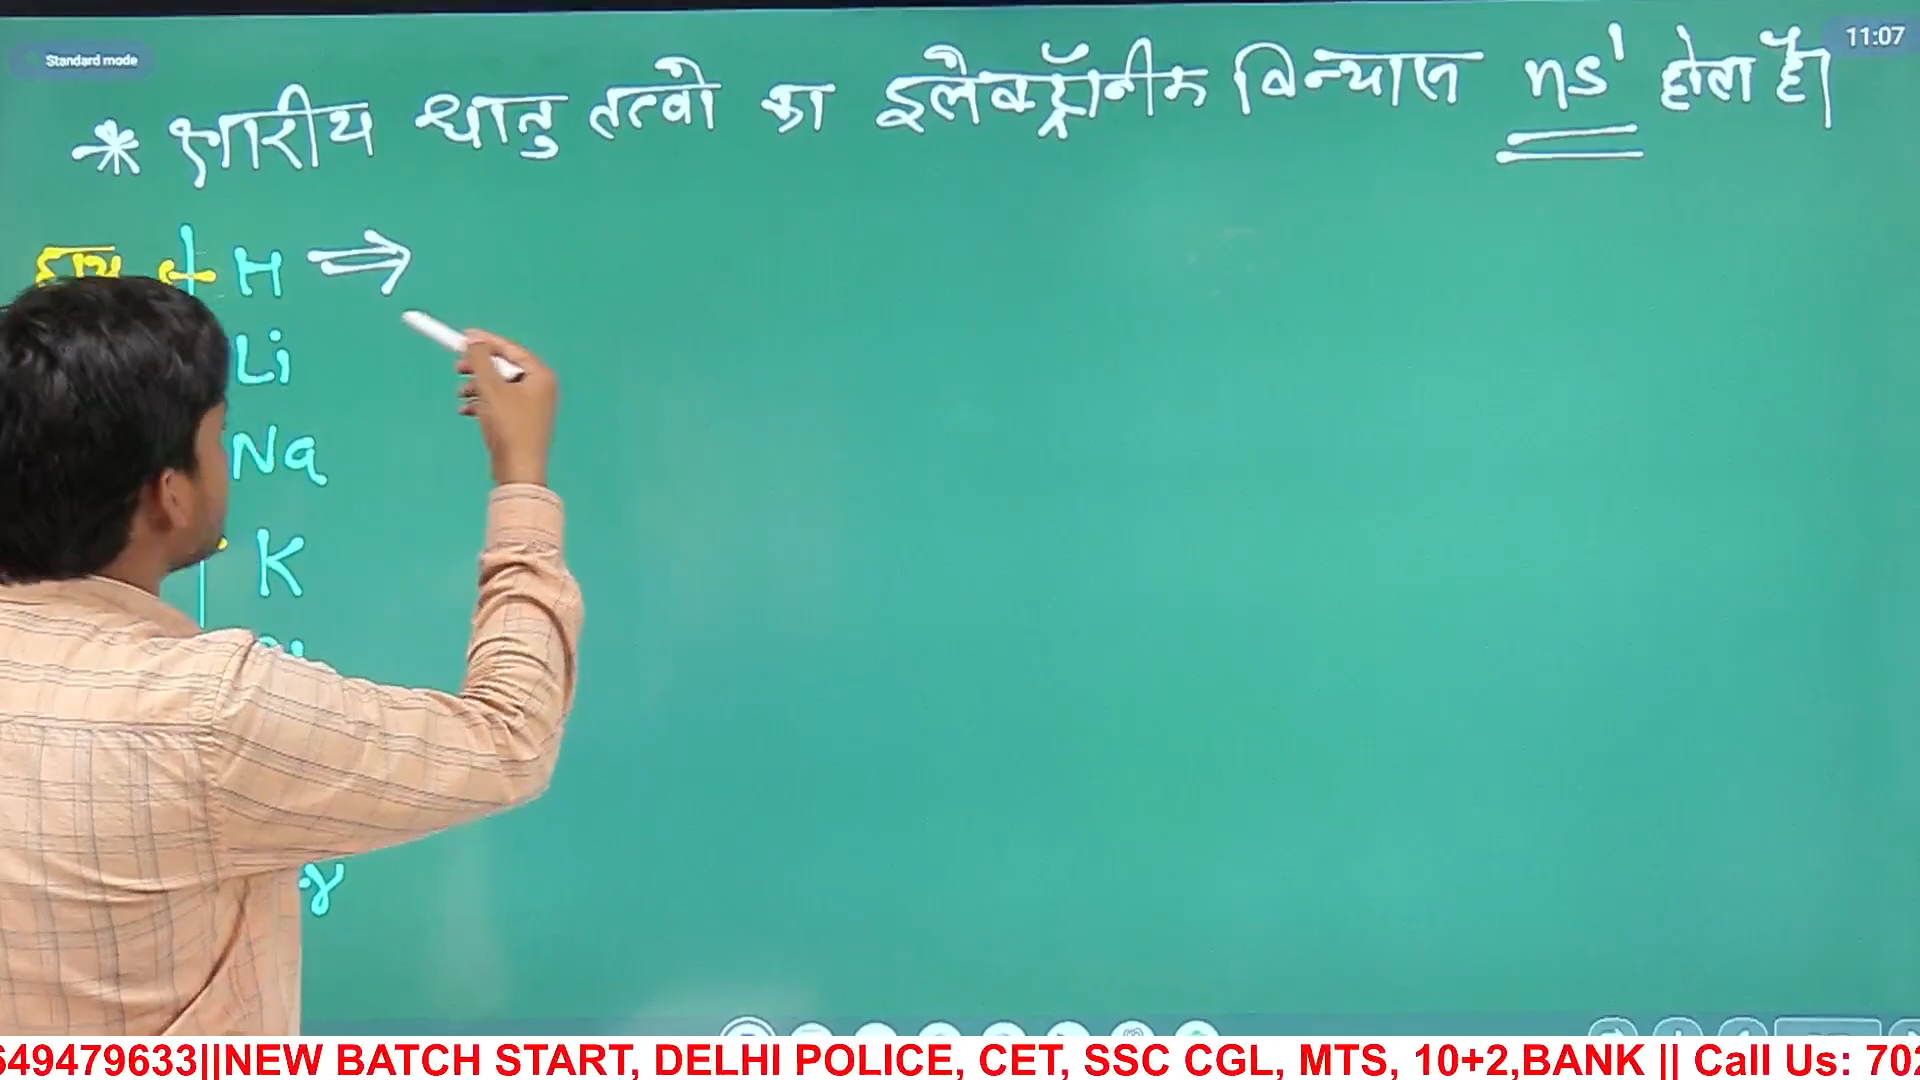 Standard mode
11:07
* क्षारीय धातु तत्वो का इलैक्ट्रॉनीक विन्यास ns¹ होता है।
हाय + H ⇒
Li
Na
K
γ
649479633||NEW BATCH START, DELHI POLICE, CET, SSC CGL, MTS, 10+2,BANK || Call Us: 702